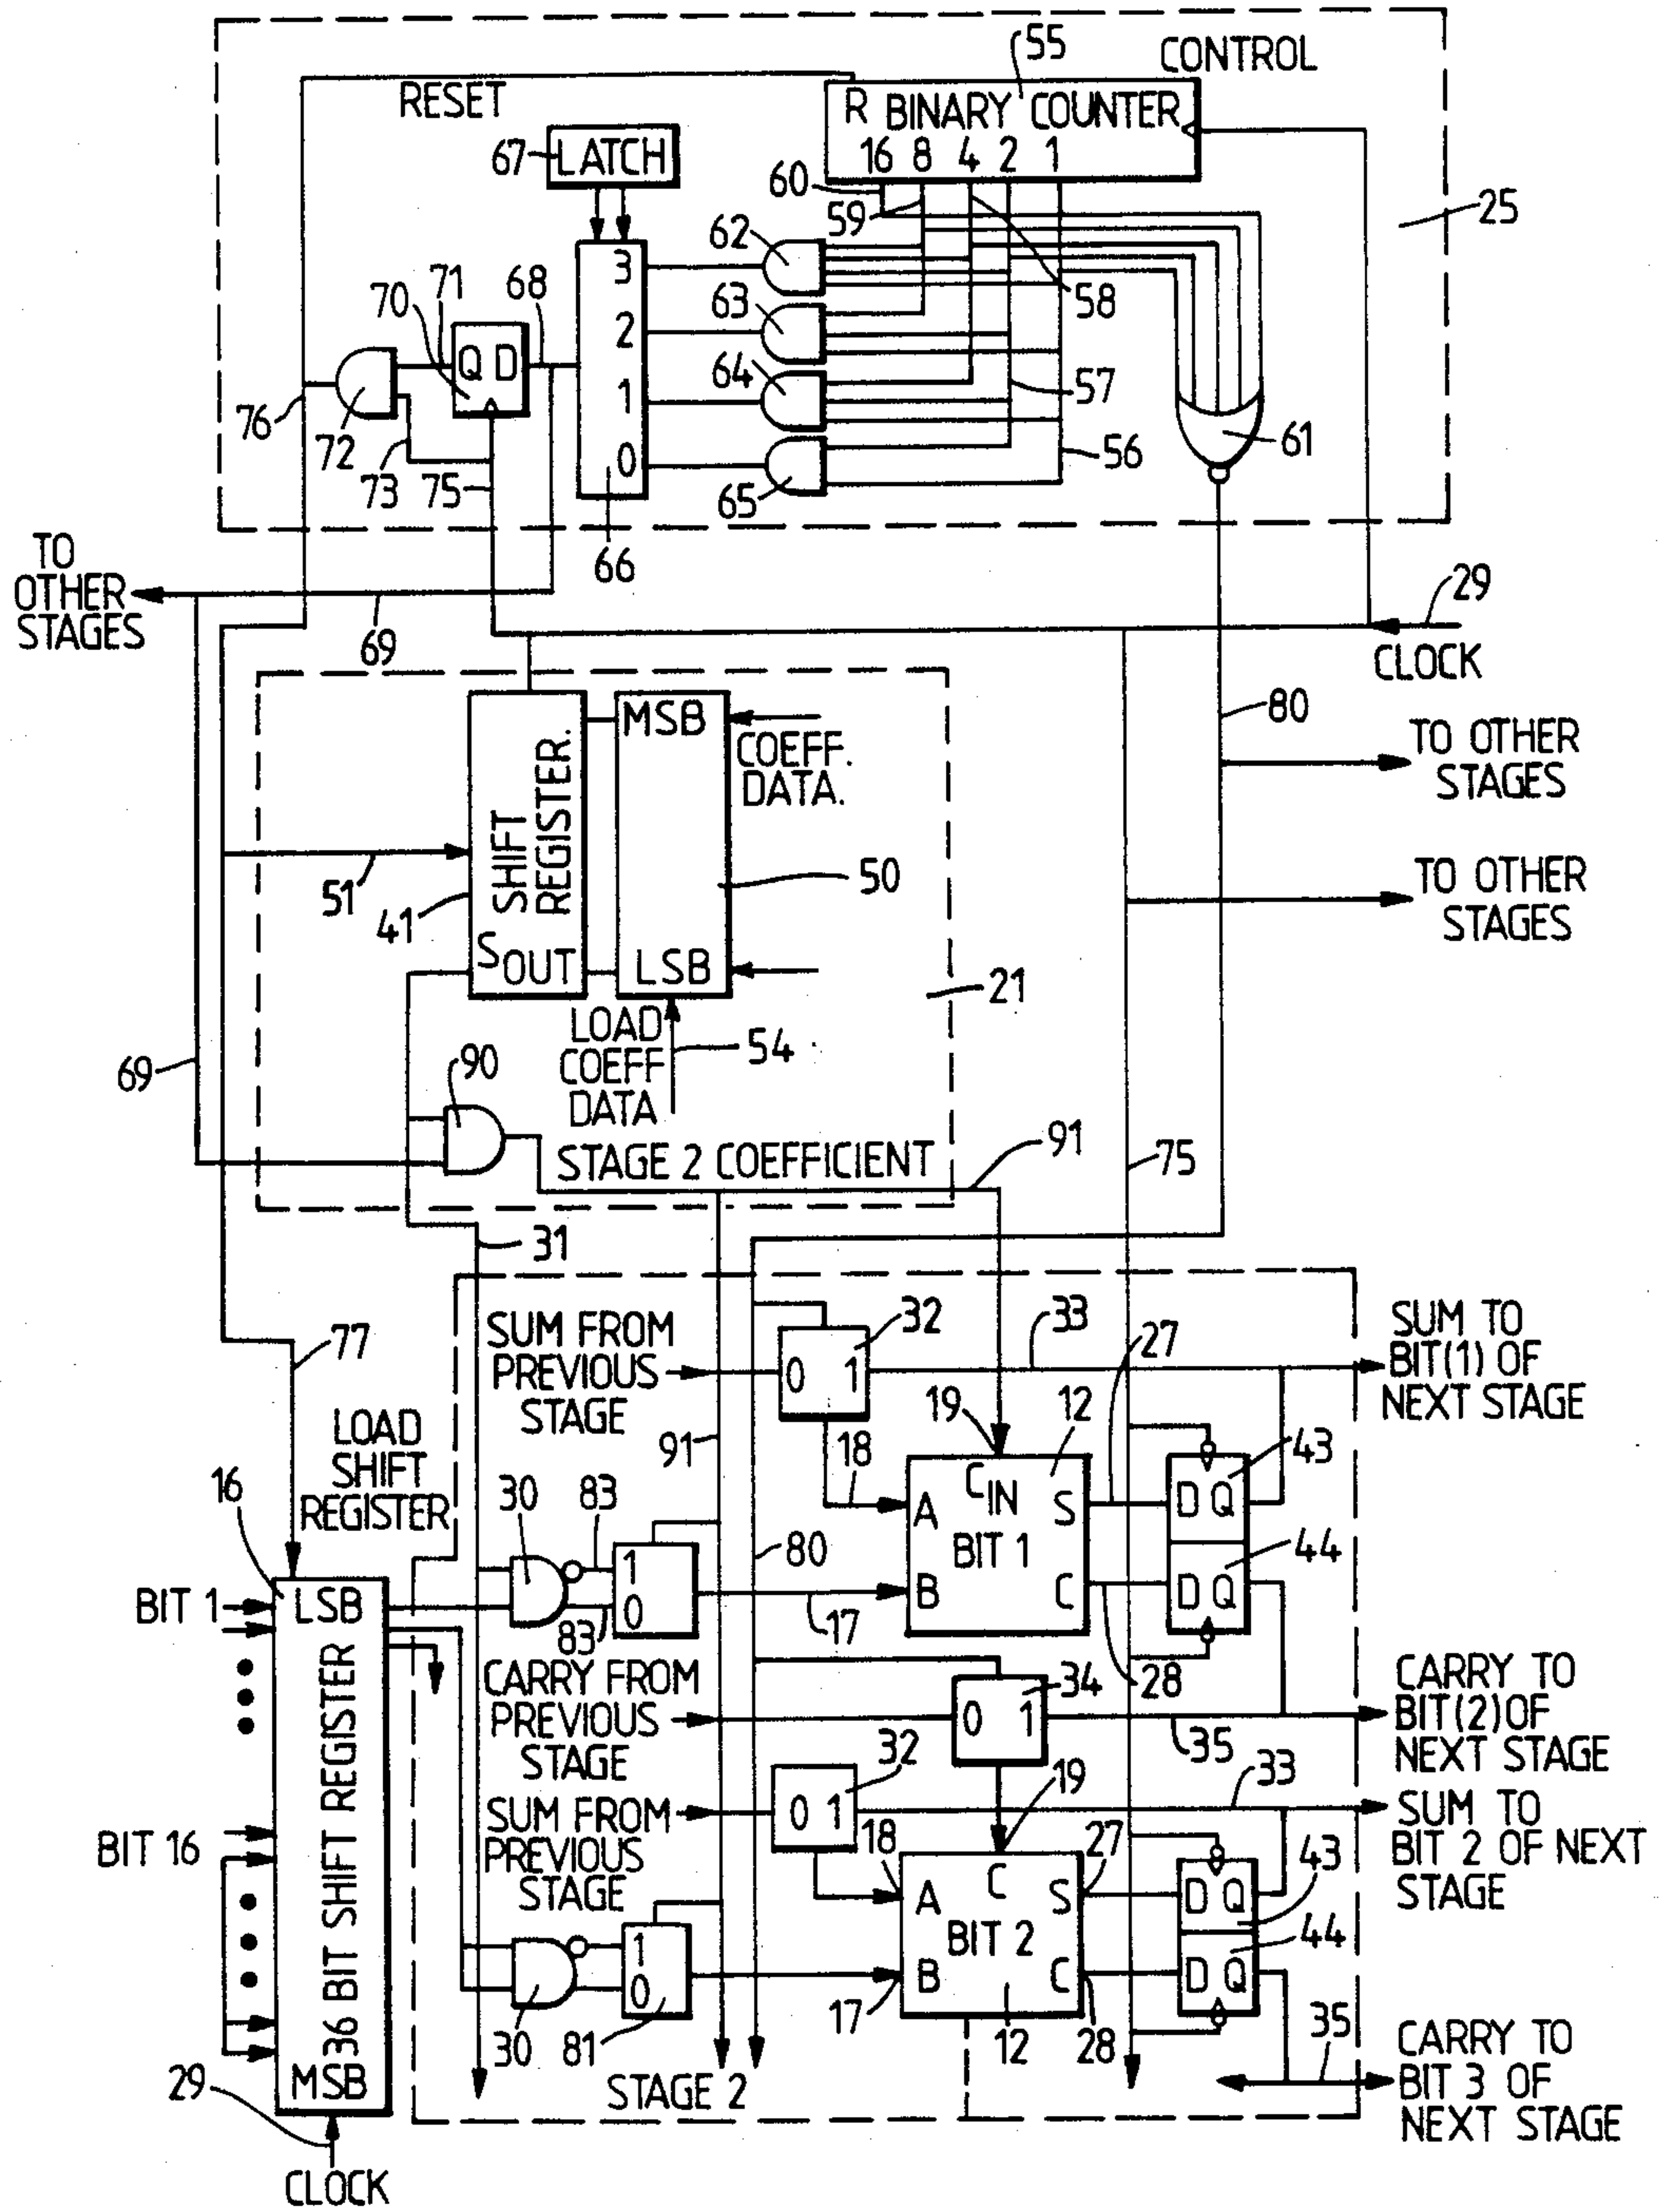 55
CONTROL
RESET
R BINARY COUNTER
16 8 4 2 1
67
LATCH
60
59
25
62
3
58
71
68
70
63
2
Q D
64
57
1
76
72
61
73
75
65
0
56
66
TO
OTHER
STAGES
69
29
CLOCK
80
TO OTHER
STAGES
MSB
COEFF.
DATA.
SHIFT
REGISTER.
50
51
41
TO OTHER
STAGES
SOUT
LSB
21
LOAD
COEFF
DATA
54
69
90
STAGE 2 COEFFICIENT
91
75
31
77
SUM FROM
PREVIOUS
STAGE
32
0 1
33
27
SUM TO
BIT(1) OF
NEXT STAGE
LOAD
SHIFT
REGISTER
91
18
19
12
43
16
30
83
CIN
A
S
D Q
BIT 1
80
44
1
0
83
17
B
C
D Q
28
BIT 1
LSB
CARRY FROM
PREVIOUS
STAGE
34
0 1
35
CARRY TO
BIT(2)OF
NEXT STAGE
36 BIT SHIFT REGISTER
32
19
33
SUM FROM
PREVIOUS
STAGE
0 1
SUM TO
BIT 2 OF NEXT
STAGE
BIT 16
18
27
43
C
A
S
D Q
BIT 2
44
1
0
B
C
D Q
30
81
17
12
28
35
CARRY TO
BIT 3 OF
NEXT STAGE
MSB
STAGE 2
29
CLOCK